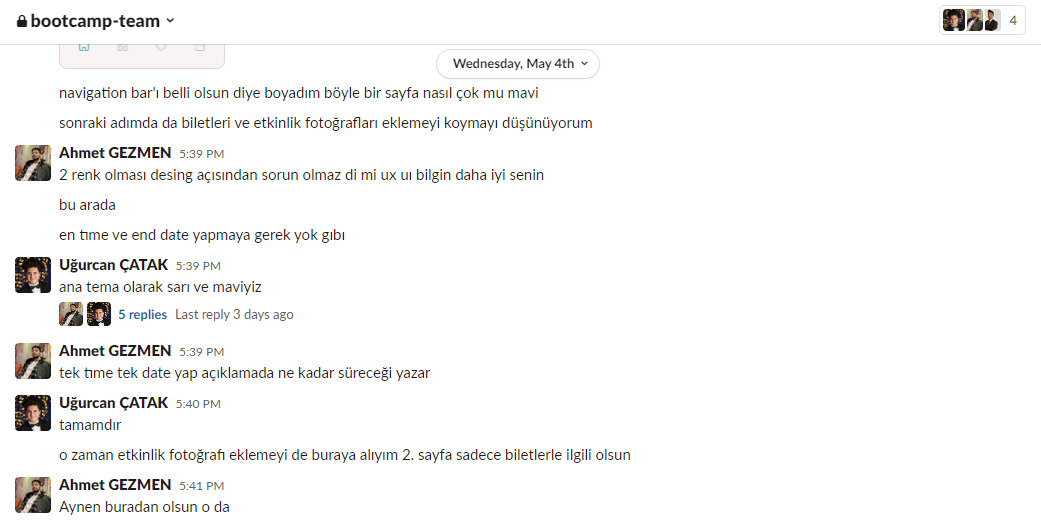 bootcamp-team
4
Wednesday, May 4th
navigation bar'ı belli olsun diye boyadım böyle bir sayfa nasıl çok mu mavi
sonraki adımda da biletleri ve etkinlik fotoğrafları eklemeyi koymayı düşünüyorum
Ahmet GEZMEN 5:39 PM
2 renk olması desing açısından sorun olmaz di mi ux uı bilgin daha iyi senin
bu arada
en tıme ve end date yapmaya gerek yok gıbı
Uğurcan ÇATAK 5:39 PM
ana tema olarak sarı ve maviyiz
5 replies Last reply 3 days ago
Ahmet GEZMEN 5:39 PM
tek tıme tek date yap açıklamada ne kadar süreceği yazar
Uğurcan ÇATAK 5:40 PM
tamamdır
o zaman etkinlik fotoğrafı eklemeyi de buraya alıyım 2. sayfa sadece biletlerle ilgili olsun
Ahmet GEZMEN 5:41 PM
Aynen buradan olsun o da